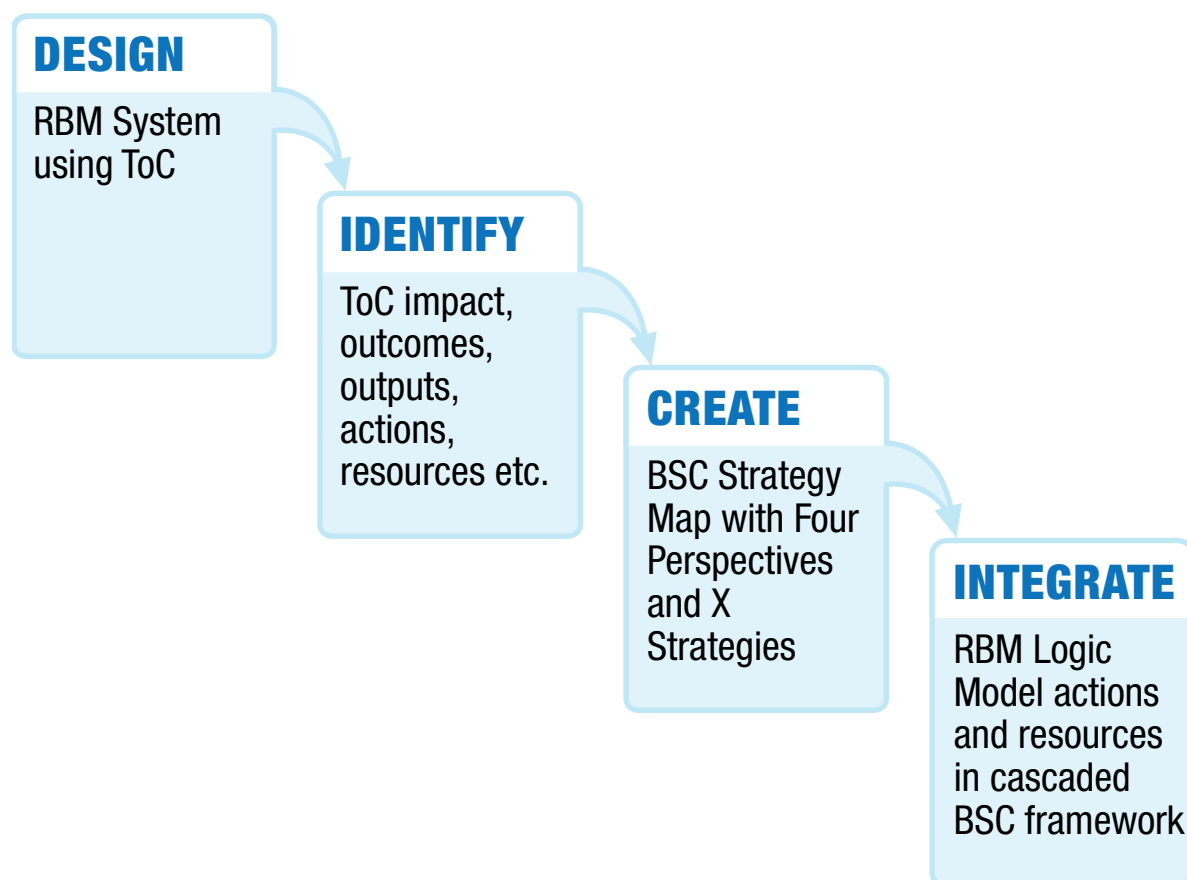 DESIGN
RBM System
using ToC
IDENTIFY
ToC impact,
outcomes,
outputs,
actions,
resources etc.
CREATE
BSC Strategy
Map with Four
Perspectives
and X
Strategies
INTEGRATE
RBM Logic
Model actions
and resources
in cascaded
BSC framework